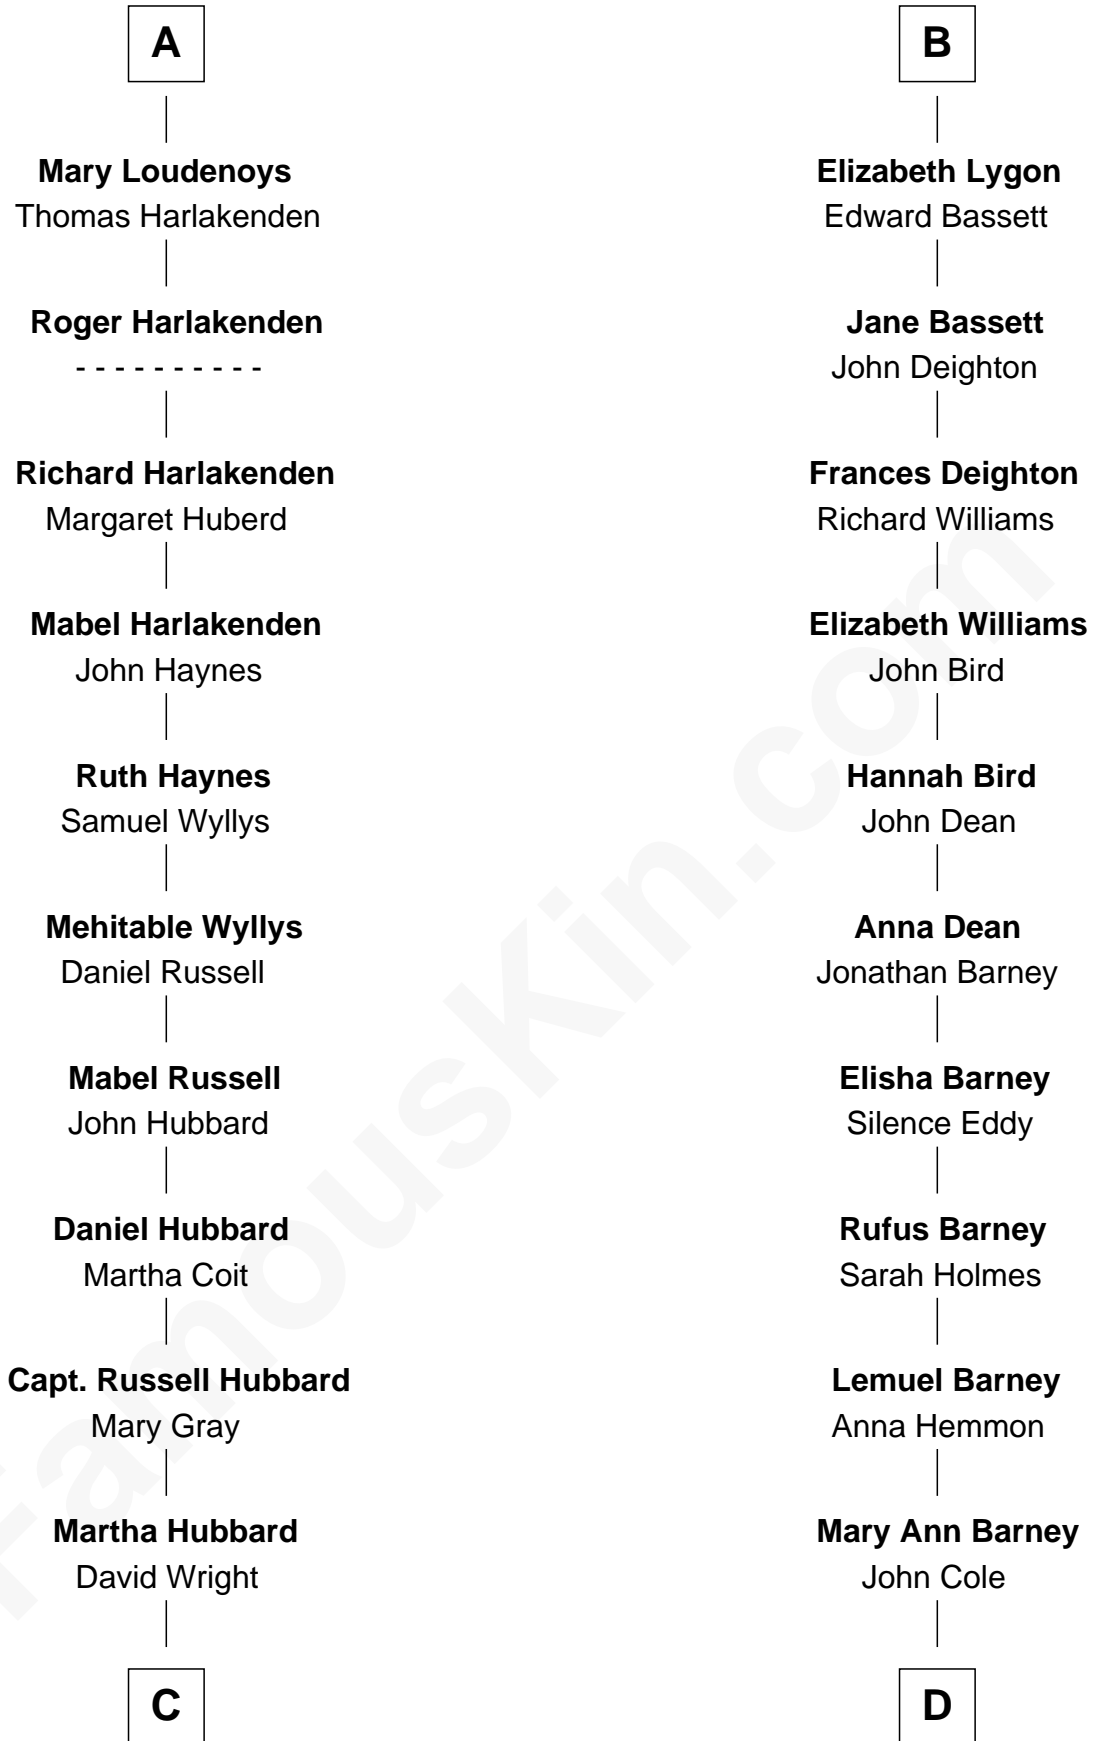 A
Mary Loudenoys
Thomas Harlakenden
Roger Harlakenden
- - - - - - - - - -
Richard Harlakenden
Margaret Huberd
Mabel Harlakenden
John Haynes
Ruth Haynes
Samuel Wyllys
Mehitable Wyllys
Daniel Russell
Mabel Russell
John Hubbard
Daniel Hubbard
Martha Coit
Capt. Russell Hubbard
Mary Gray
Martha Hubbard
David Wright
C
B
Elizabeth Lygon
Edward Bassett
Jane Bassett
John Deighton
Frances Deighton
Richard Williams
Elizabeth Williams
John Bird
Hannah Bird
John Dean
Anna Dean
Jonathan Barney
Elisha Barney
Silence Eddy
Rufus Barney
Sarah Holmes
Lemuel Barney
Anna Hemmon
Mary Ann Barney
John Cole
D
FamousKin.com